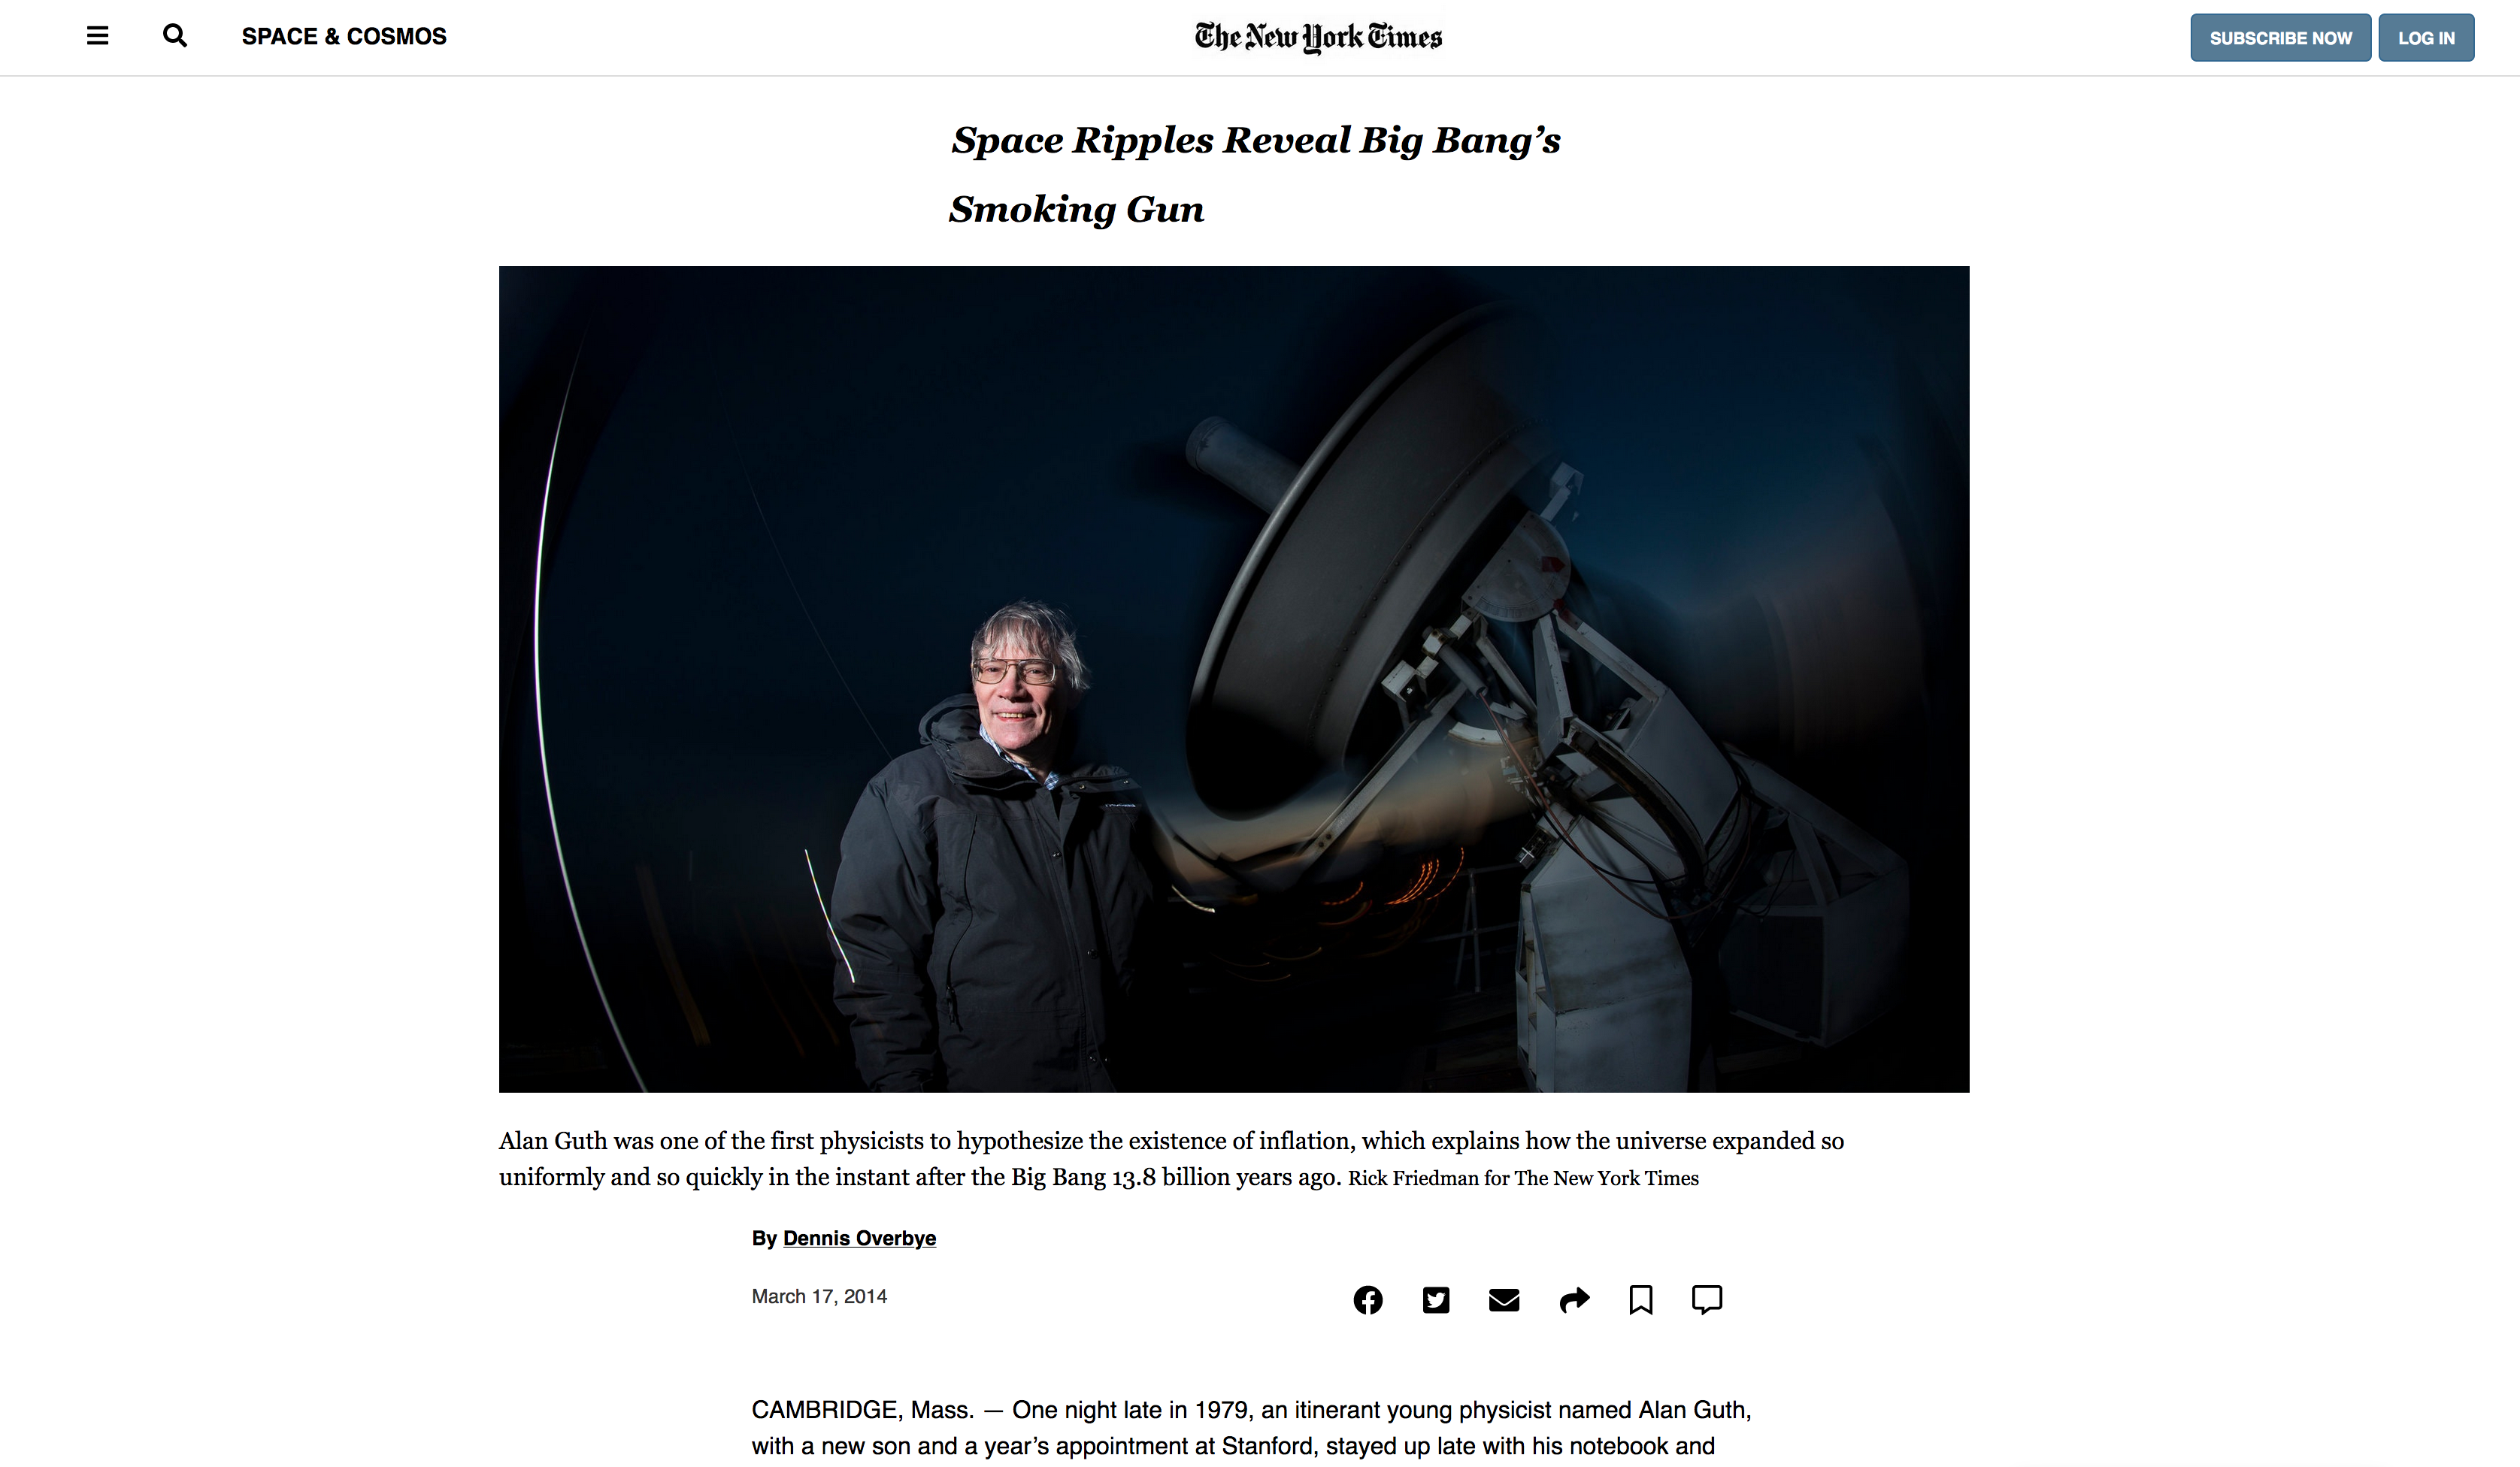 SPACE & COSMOS
The New York Times
SUBSCRIBE NOW
LOG IN
Space Ripples Reveal Big Bang’s
Smoking Gun
Alan Guth was one of the first physicists to hypothesize the existence of inflation, which explains how the universe expanded so
uniformly and so quickly in the instant after the Big Bang 13.8 billion years ago. Rick Friedman for The New York Times
By Dennis Overbye
March 17, 2014
CAMBRIDGE, Mass. — One night late in 1979, an itinerant young physicist named Alan Guth,
with a new son and a year’s appointment at Stanford, stayed up late with his notebook and